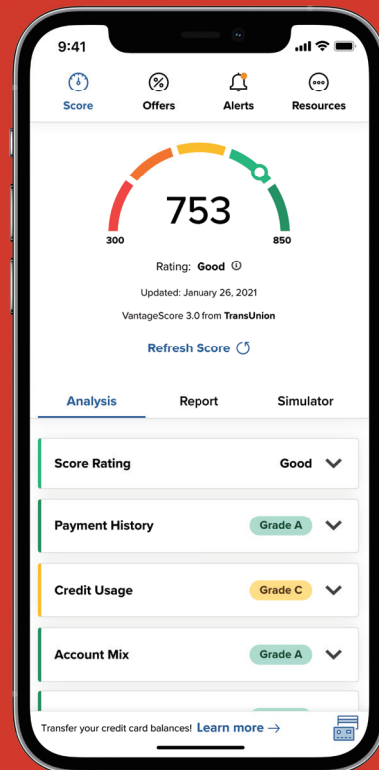 9:41
Score Offers Alerts Resources
753
300 850
Rating: Good
Updated: January 26, 2021
VantageScore 3.0 from TransUnion
Refresh Score
Analysis Report Simulator
Score Rating Good
Payment History Grade A
Credit Usage Grade C
Account Mix Grade A
Transfer your credit card balances! Learn more →